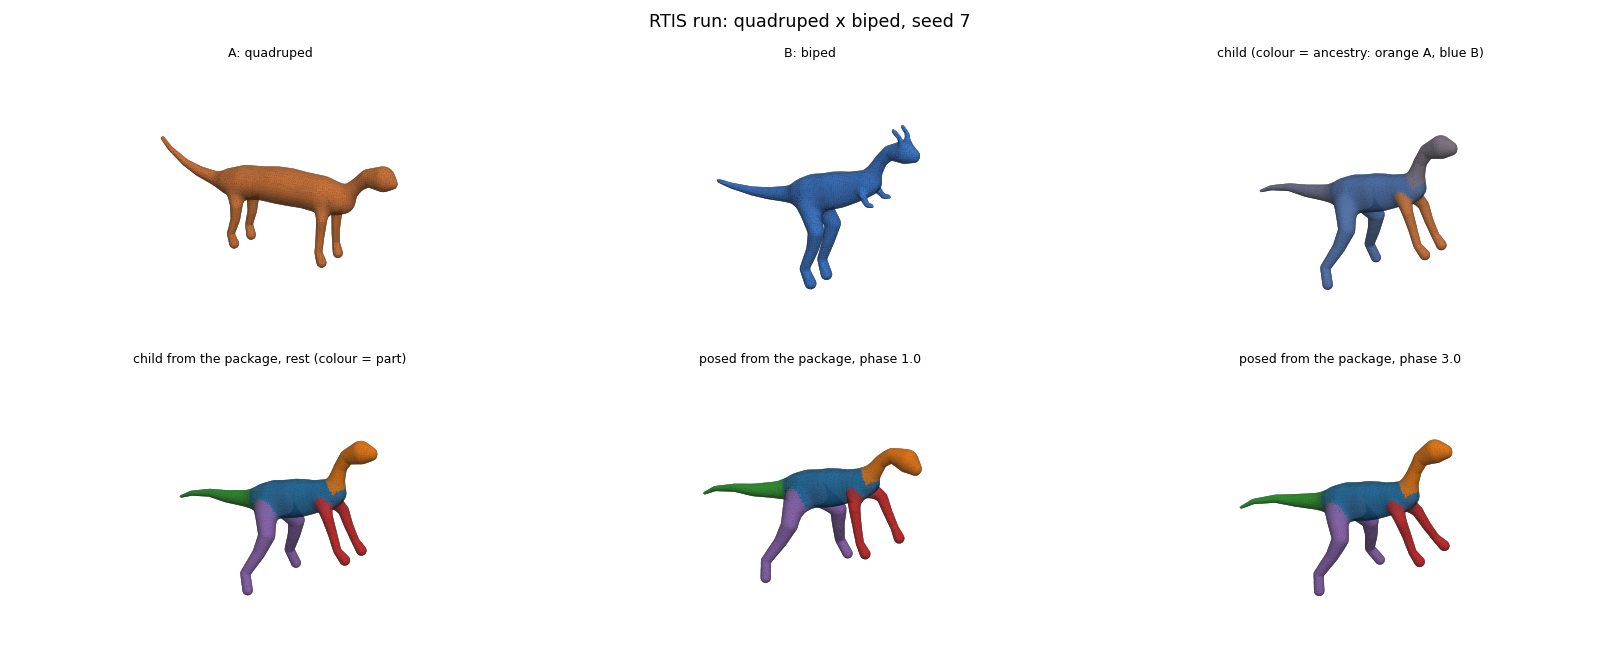 RTIS run: quadruped x biped, seed 7
A: quadruped
B: biped
child (colour = ancestry: orange A, blue B)
child from the package, rest (colour = part)
posed from the package, phase 1.0
posed from the package, phase 3.0